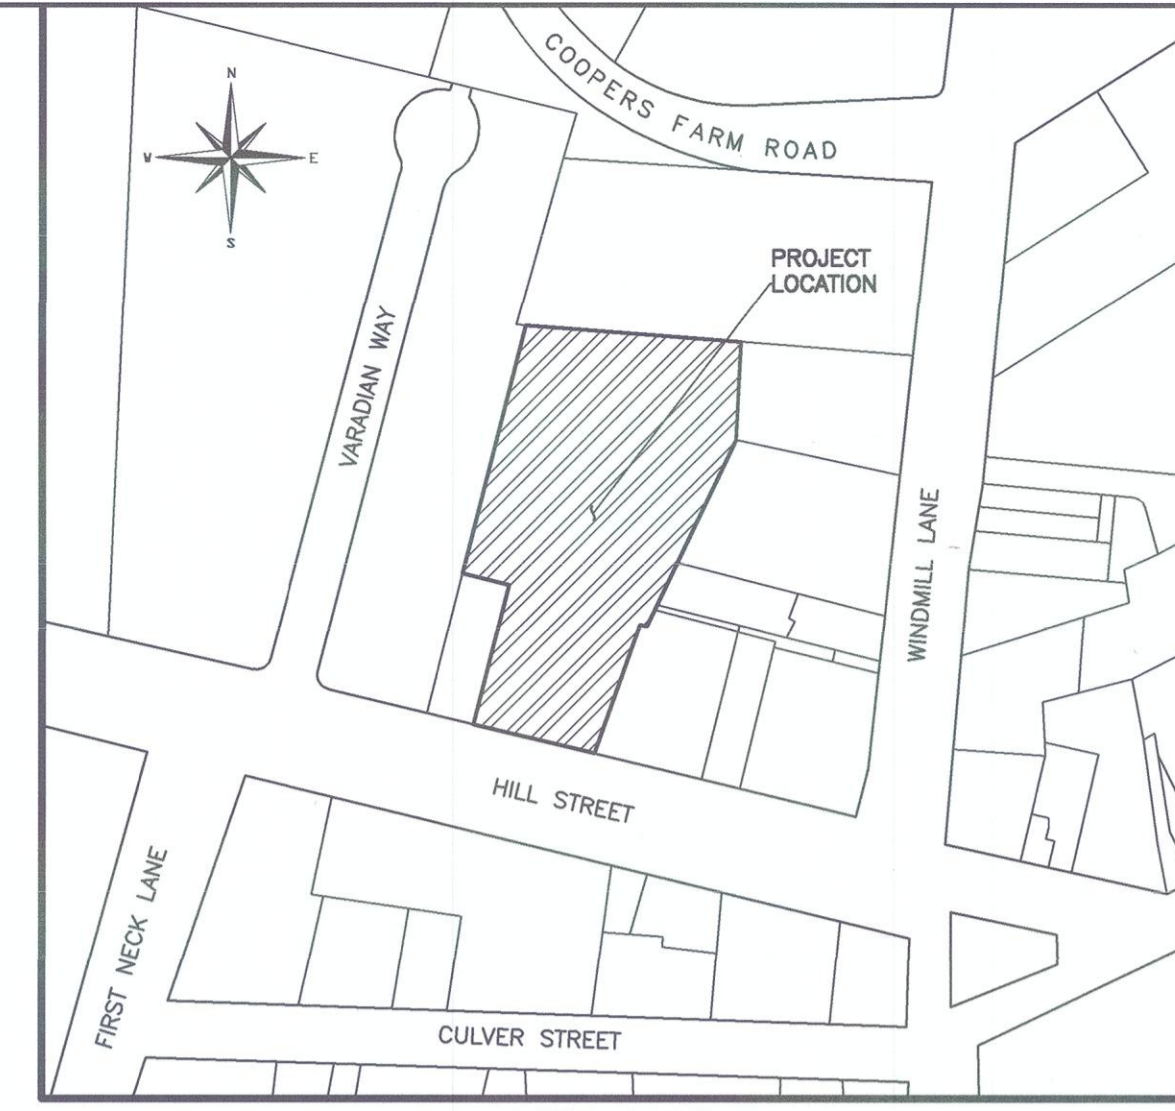 COOPERS FARM ROAD
N
W E
S
PROJECT
LOCATION
VARADIAN WAY
WINDMILL LANE
HILL STREET
FIRST NECK LANE
CULVER STREET